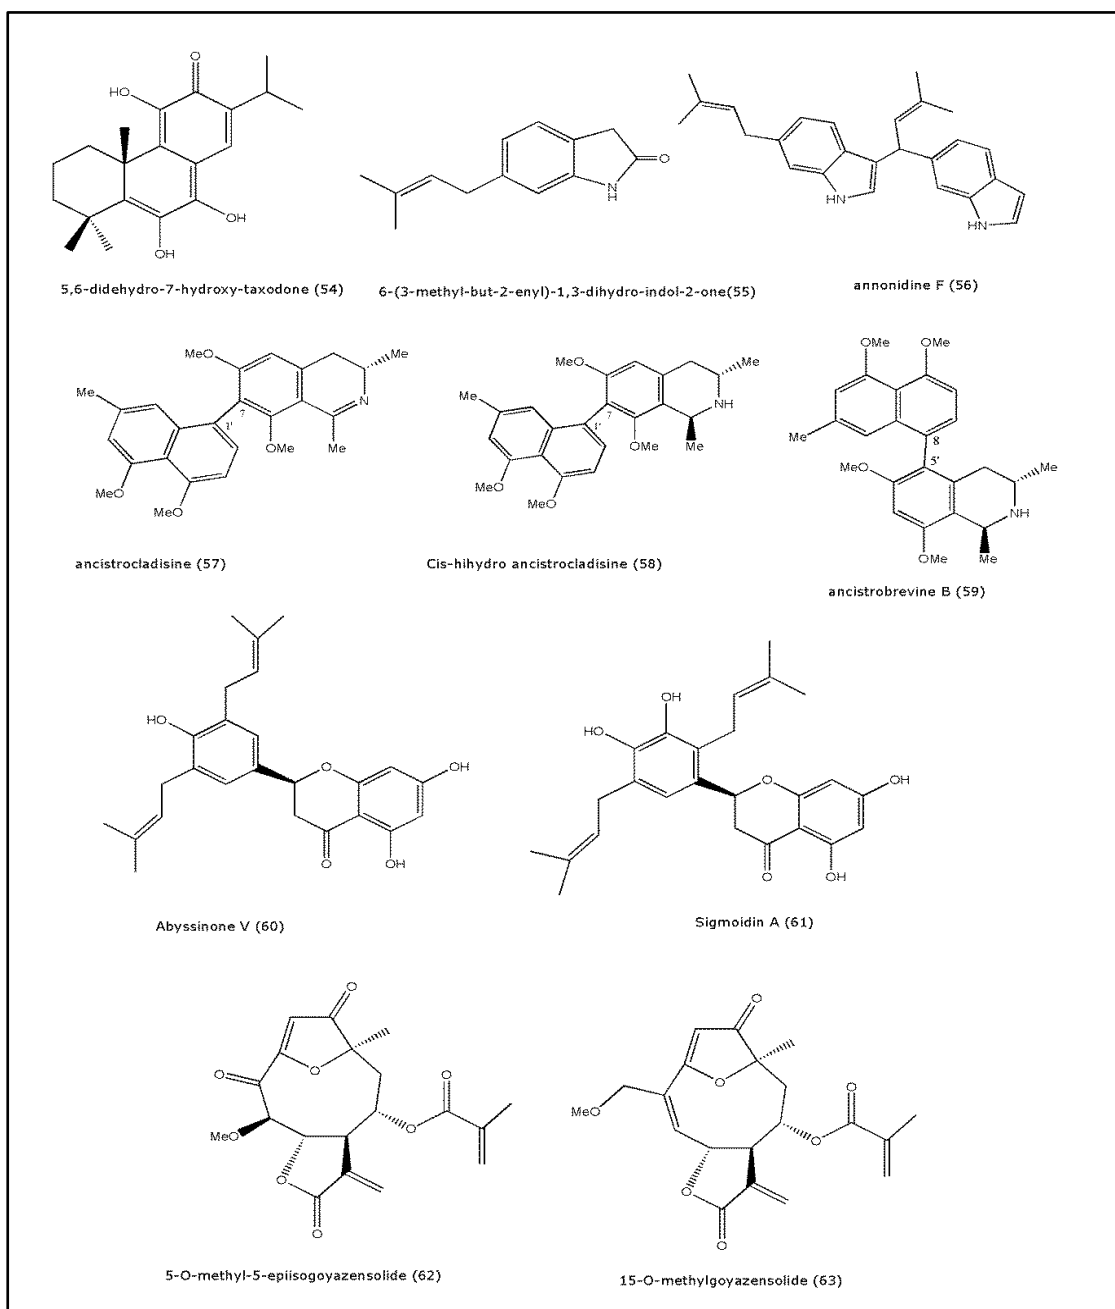 O
HO
OH
OH
5,6-didehydro-7-hydroxy-taxodone (54)
O
NH
6-(3-methyl-but-2-enyl)-1,3-dihydro-indol-2-one(55)
HN
HN
annonidine F (56)
MeO
Me
Me
N
7
1'
MeO
Me
MeO
MeO
ancistrocladisine (57)
MeO
Me
Me
NH
7
1'
MeO
Me
MeO
MeO
Cis-hihydro ancistrocladisine (58)
OMe
OMe
Me
8
5'
MeO
Me
NH
OMe
Me
ancistrobrevine B (59)
HO
O
OH
O
OH
Abyssinone V (60)
OH
HO
O
OH
O
OH
Sigmoidin A (61)
O
O
O
O
MeO
O
O
O
5-O-methyl-5-epiisogoyazensolide (62)
O
O
O
MeO
O
O
O
15-O-methylgoyazensolide (63)